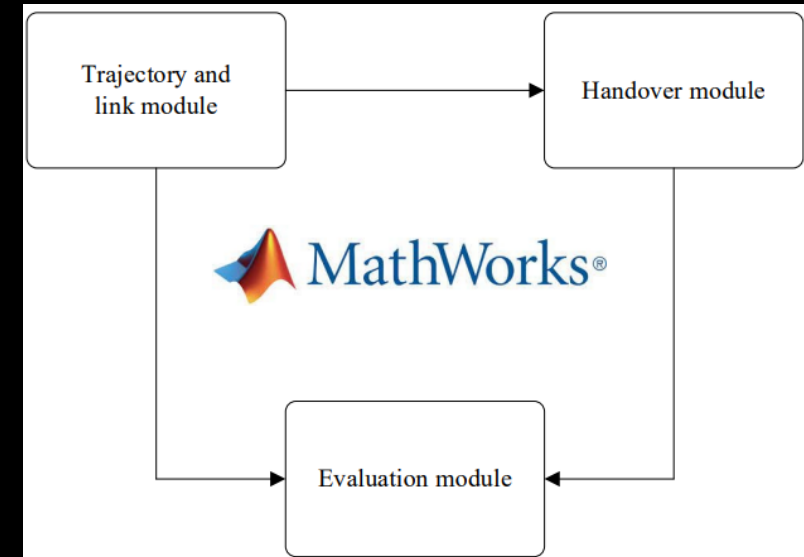 Trajectory and
link module
Handover module
MathWorks®
Evaluation module